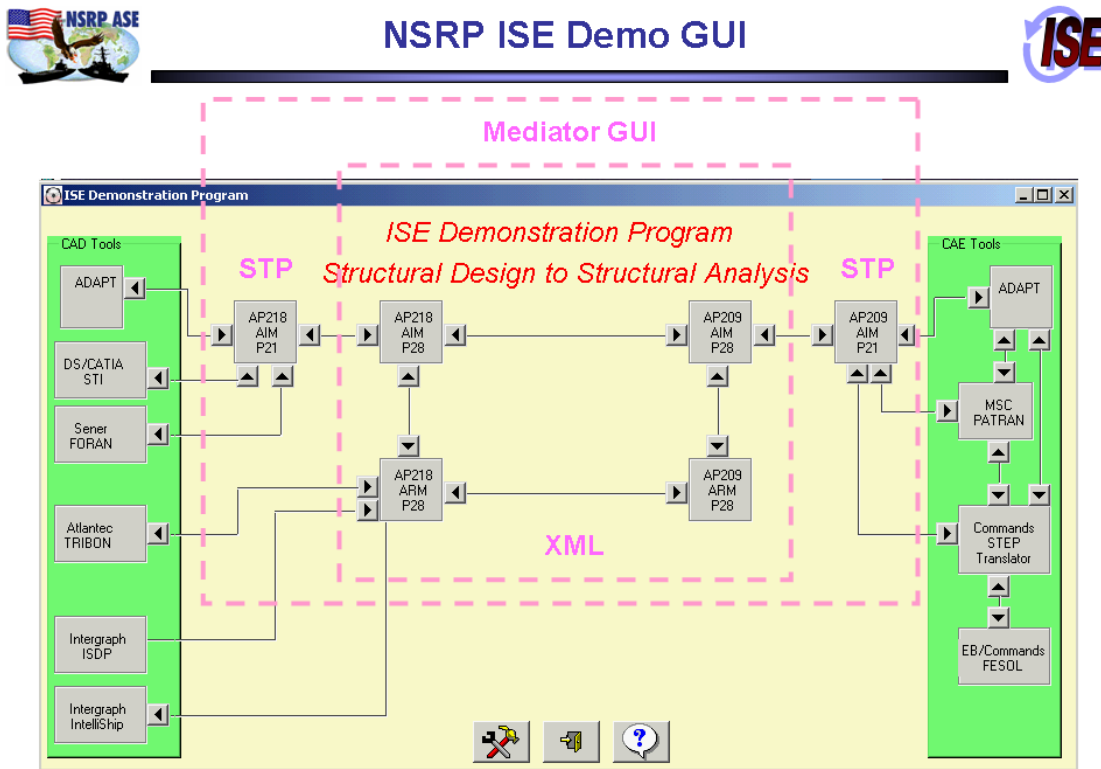 NSRP ASE
NSRP ISE Demo GUI
ISE
Mediator GUI
ISE Demonstration Program
ISE Demonstration Program
Structural Design to Structural Analysis
CAD Tools
CAE Tools
STP
STP
ADAPT
DS/CATIA
STI
Sener
FORAN
Atlantec
TRIBON
Intergraph
ISDP
Intergraph
IntelliShip
AP218
AIM
P21
AP218
AIM
P28
AP209
AIM
P28
AP209
AIM
P21
AP218
ARM
P28
AP209
ARM
P28
XML
ADAPT
MSC
PATRAN
Commands
STEP
Translator
EB/Commands
FESOL
?